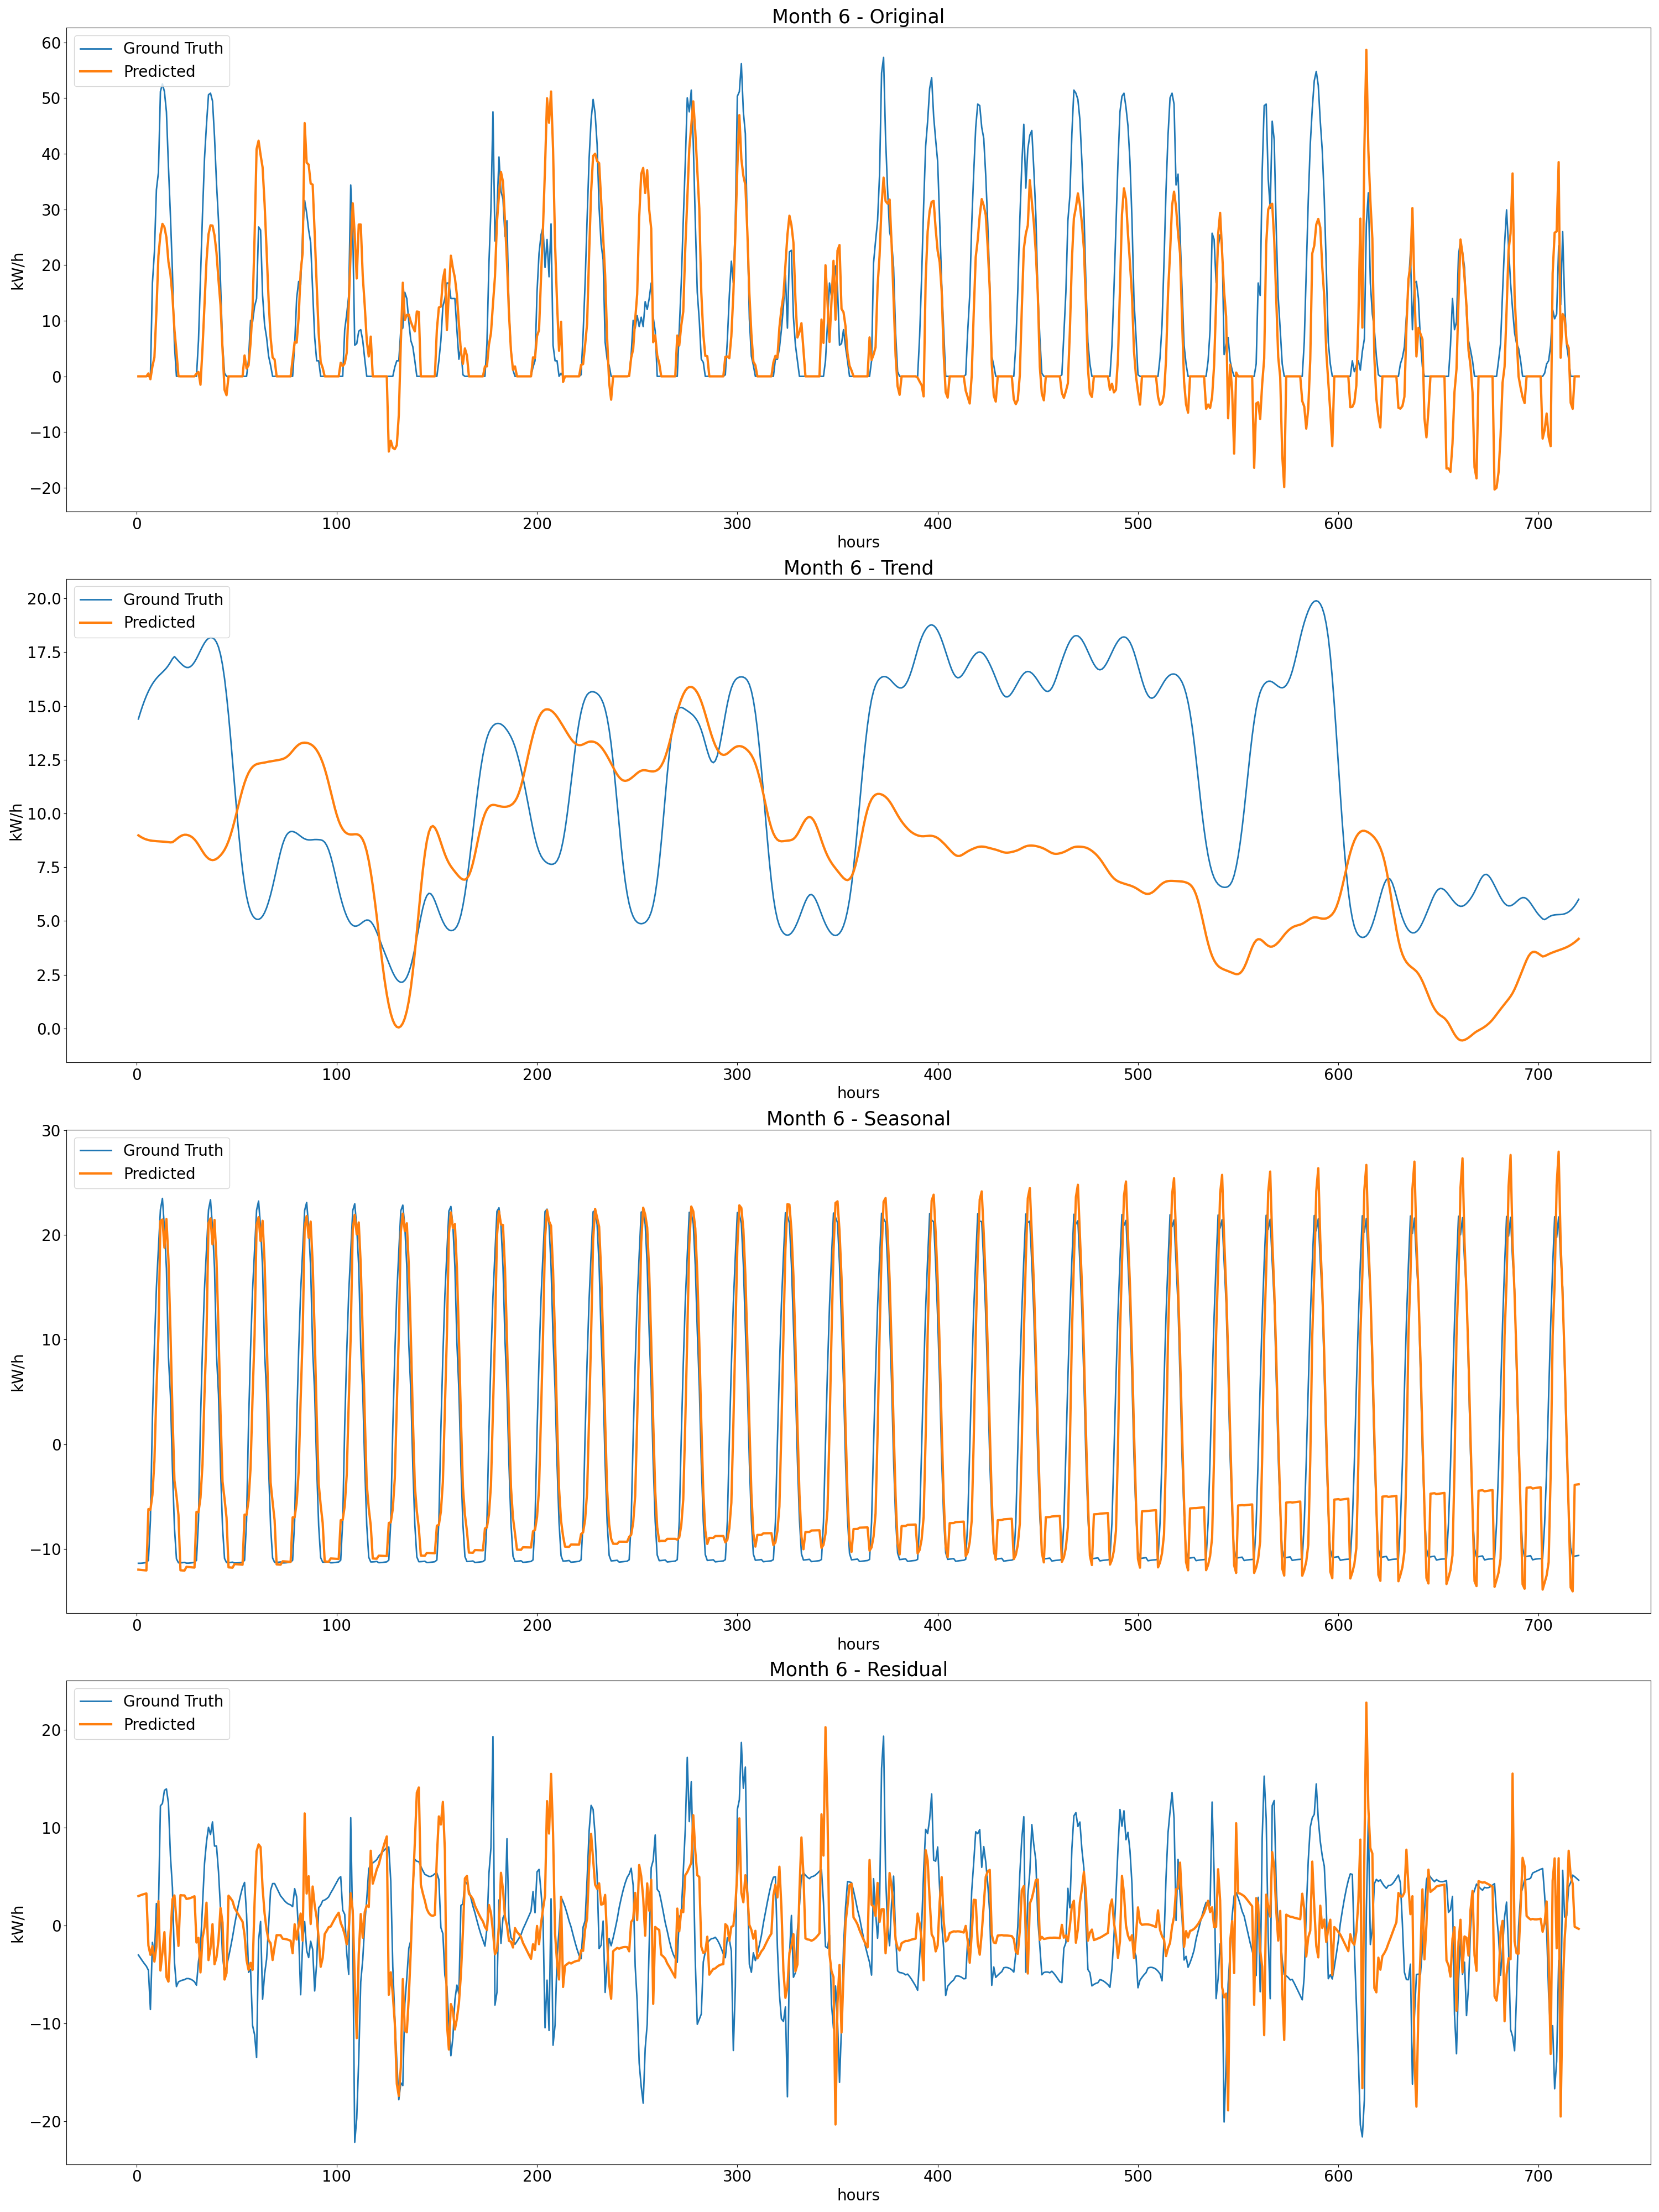 Month 6 - Original
Ground Truth
Predicted
60
50
40
30
20
10
0
−10
−20
kW/h
0 100 200 300 400 500 600 700
hours
Month 6 - Trend
Ground Truth
Predicted
20.0
17.5
15.0
12.5
10.0
7.5
5.0
2.5
0.0
kW/h
0 100 200 300 400 500 600 700
hours
Month 6 - Seasonal
Ground Truth
Predicted
30
20
10
0
−10
kW/h
0 100 200 300 400 500 600 700
hours
Month 6 - Residual
Ground Truth
Predicted
20
10
0
−10
−20
kW/h
0 100 200 300 400 500 600 700
hours